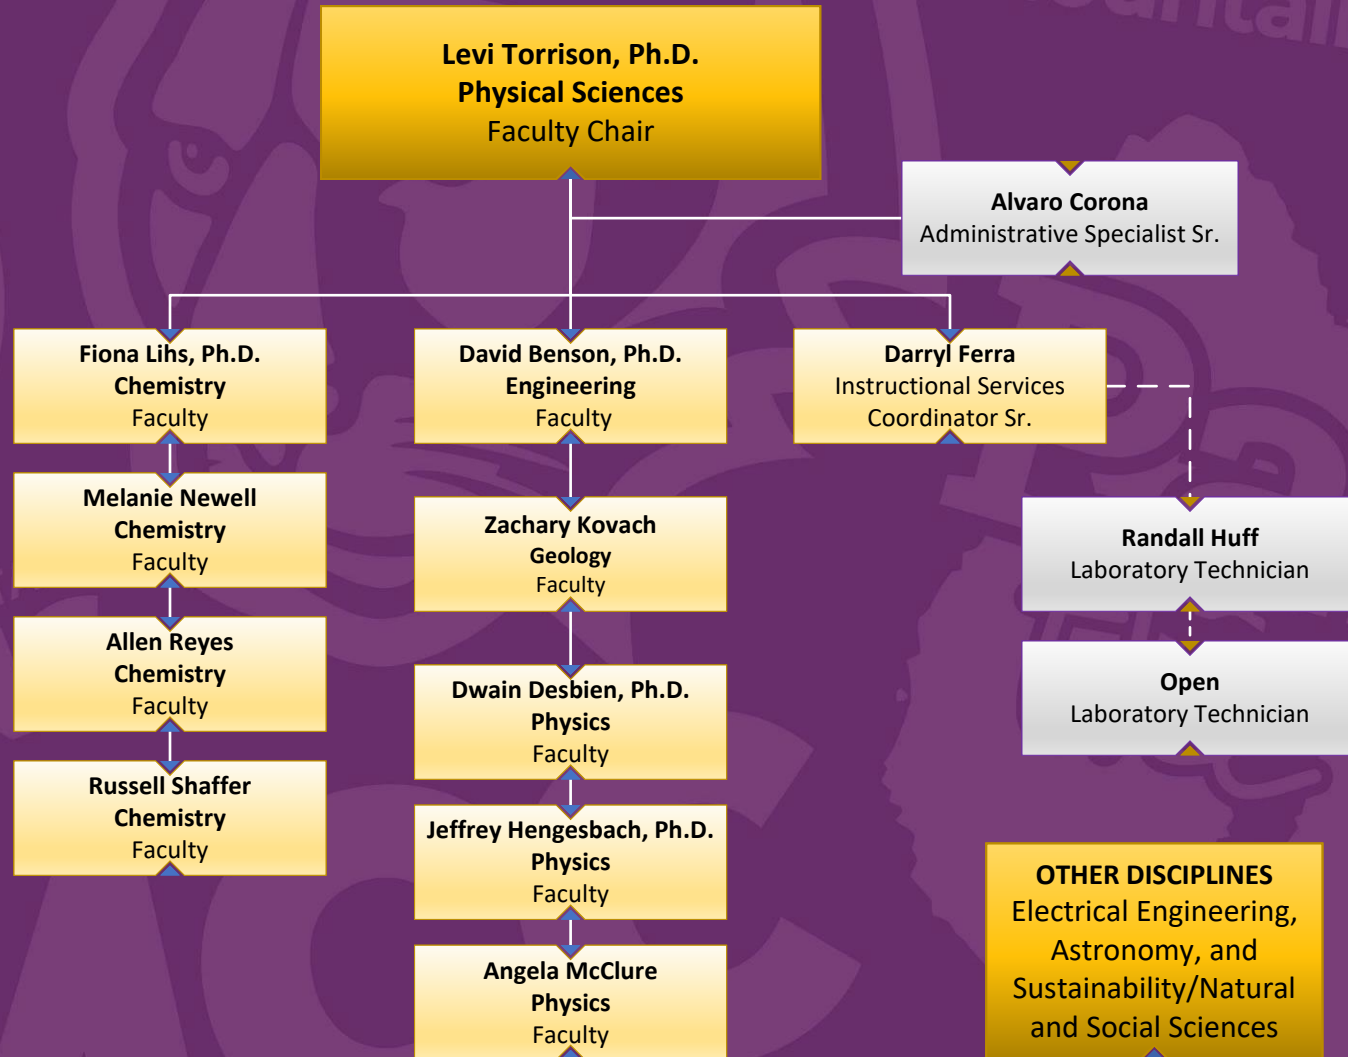 Levi Torrison, Ph.D.
Physical Sciences
Faculty Chair
Alvaro Corona
Administrative Specialist Sr.
Fiona Lihs, Ph.D.
Chemistry
Faculty
David Benson, Ph.D.
Engineering
Faculty
Darryl Ferra
Instructional Services
Coordinator Sr.
Melanie Newell
Chemistry
Faculty
Zachary Kovach
Geology
Faculty
Randall Huff
Laboratory Technician
Allen Reyes
Chemistry
Faculty
Dwain Desbien, Ph.D.
Physics
Faculty
Open
Laboratory Technician
Russell Shaffer
Chemistry
Faculty
Jeffrey Hengesbach, Ph.D.
Physics
Faculty
Angela McClure
Physics
Faculty
OTHER DISCIPLINES
Electrical Engineering,
Astronomy, and
Sustainability/Natural
and Social Sciences